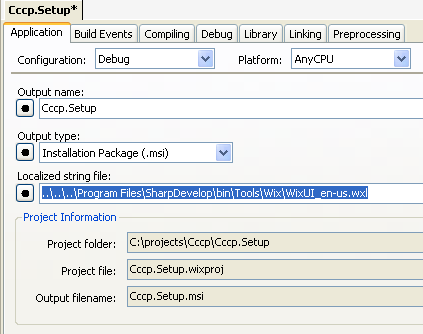 Cccp.Setup*
Application Build Events Compiling Debug Library Linking Preprocessing
Configuration: Debug Platform: AnyCPU
Output name:
Cccp.Setup
Output type:
Installation Package (.msi)
Localized string file:
..\..\..\Program Files\SharpDevelop\bin\Tools\Wix\WixUI_en-us.wxl
Project Information
Project folder: C:\projects\Cccp\Cccp.Setup
Project file: Cccp.Setup.wixproj
Output filename: Cccp.Setup.msi